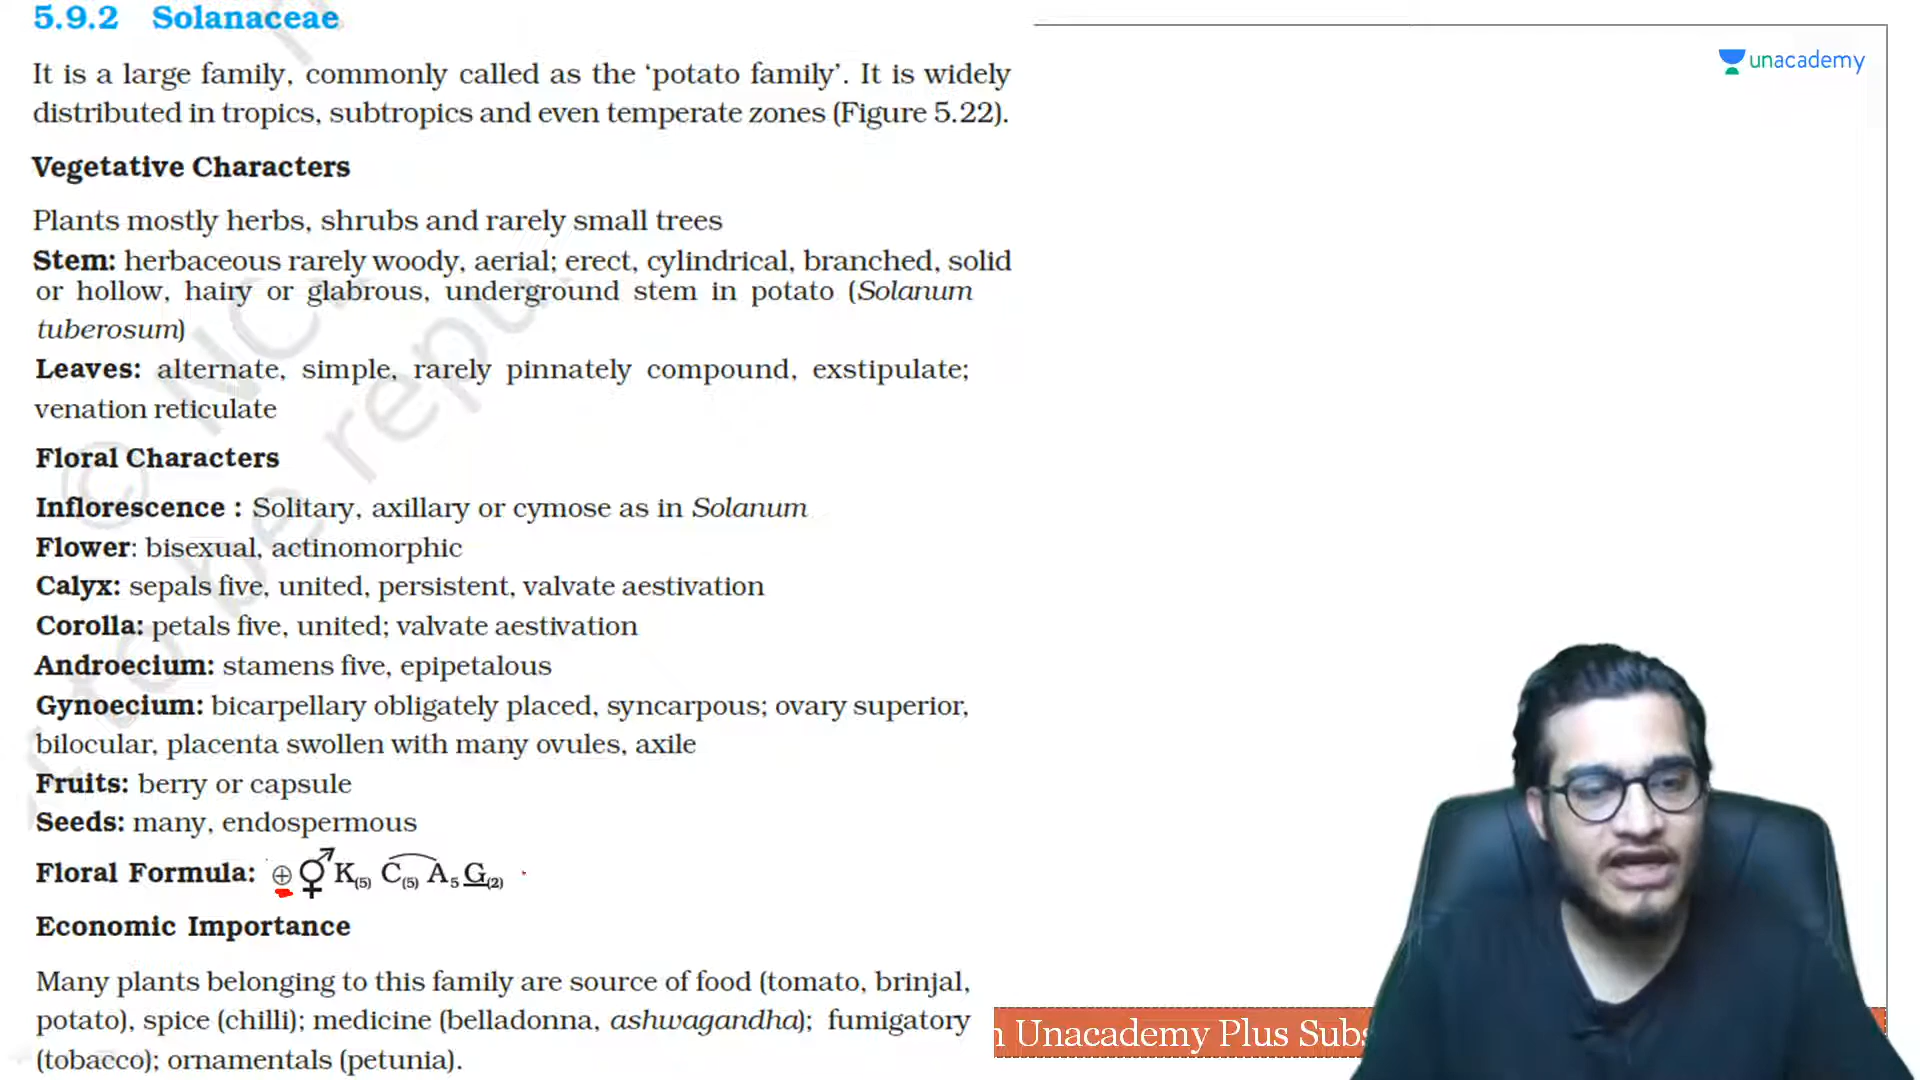 5.9.2 Solanaceae
It is a large family, commonly called as the ‘potato family’. It is widely
distributed in tropics, subtropics and even temperate zones (Figure 5.22).
Vegetative Characters
Plants mostly herbs, shrubs and rarely small trees
Stem: herbaceous rarely woody, aerial; erect, cylindrical, branched, solid
or hollow, hairy or glabrous, underground stem in potato (Solanum
tuberosum)
Leaves: alternate, simple, rarely pinnately compound, exstipulate;
venation reticulate
Floral Characters
Inflorescence : Solitary, axillary or cymose as in Solanum
Flower: bisexual, actinomorphic
Calyx: sepals five, united, persistent, valvate aestivation
Corolla: petals five, united; valvate aestivation
Androecium: stamens five, epipetalous
Gynoecium: bicarpellary obligately placed, syncarpous; ovary superior,
bilocular, placenta swollen with many ovules, axile
Fruits: berry or capsule
Seeds: many, endospermous
Floral Formula: ⊕ ⚥ K(5) C(5) A5 G(2)
Economic Importance
Many plants belonging to this family are source of food (tomato, brinjal,
potato), spice (chilli); medicine (belladonna, ashwagandha); fumigatory
(tobacco); ornamentals (petunia).
unacademy
Unacademy Plus Subs
to be repu